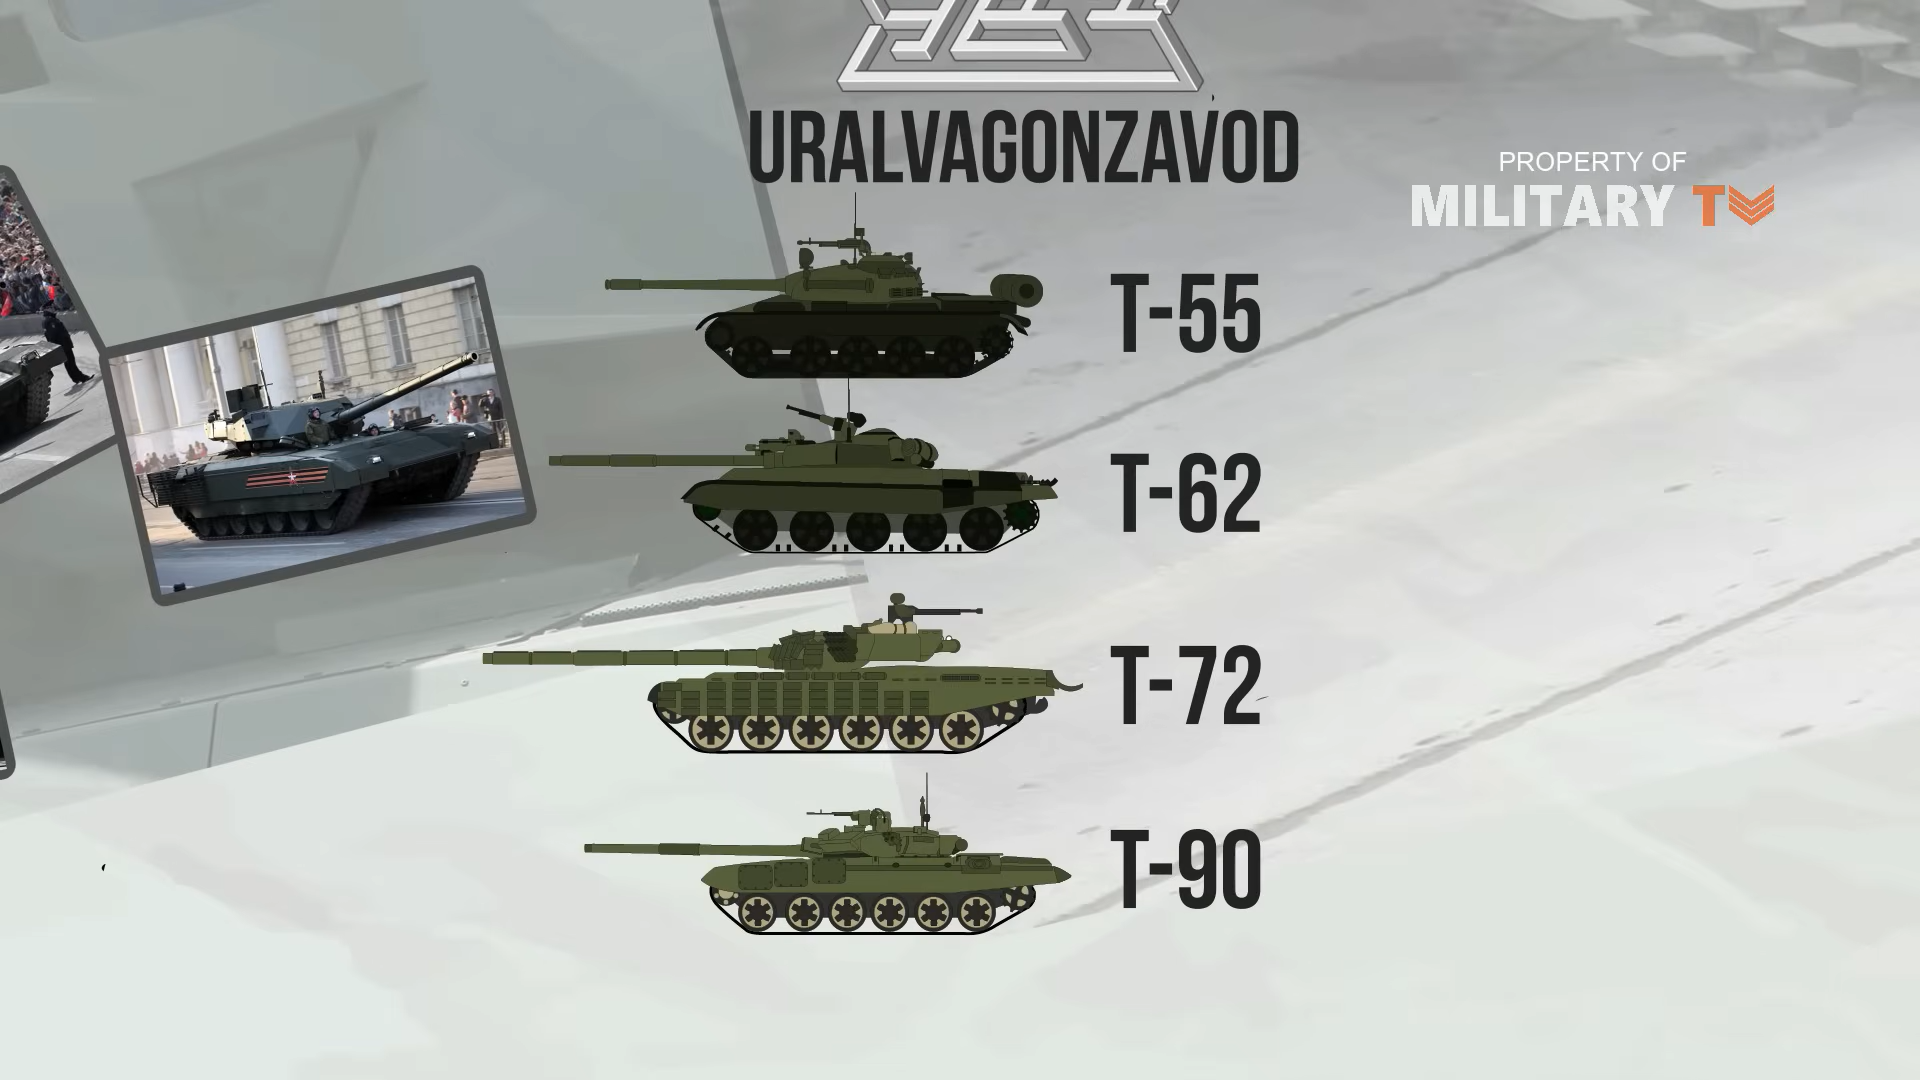 URALVAGONZAVOD
PROPERTY OF
MILITARY TV
T-55
T-62
T-72
T-90